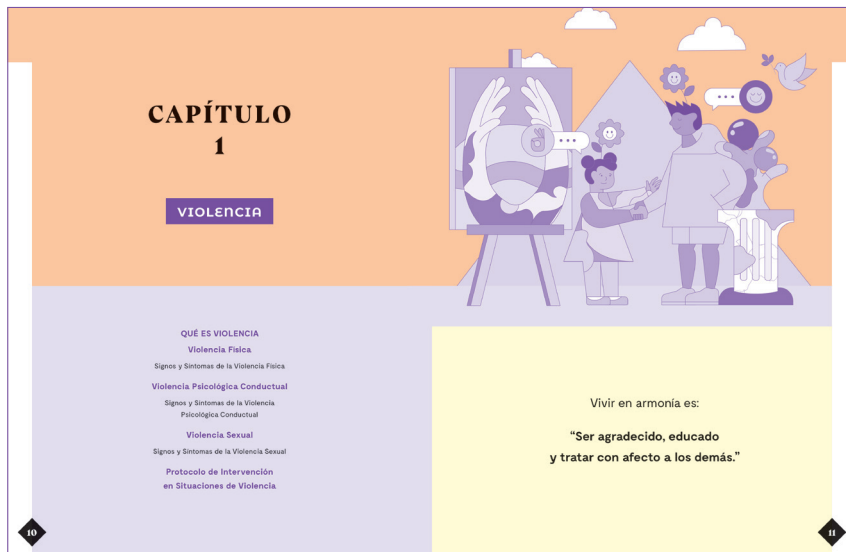 CAPÍTULO
1
VIOLENCIA
QUÉ ES VIOLENCIA
Violencia Física
Signos y Síntomas de la Violencia Física
Violencia Psicológica Conductual
Signos y Síntomas de la Violencia
Psicológica Conductual
Violencia Sexual
Signos y Síntomas de la Violencia Sexual
Protocolo de Intervención
en Situaciones de Violencia
10
Vivir en armonía es:
“Ser agradecido, educado
y tratar con afecto a los demás.”
11